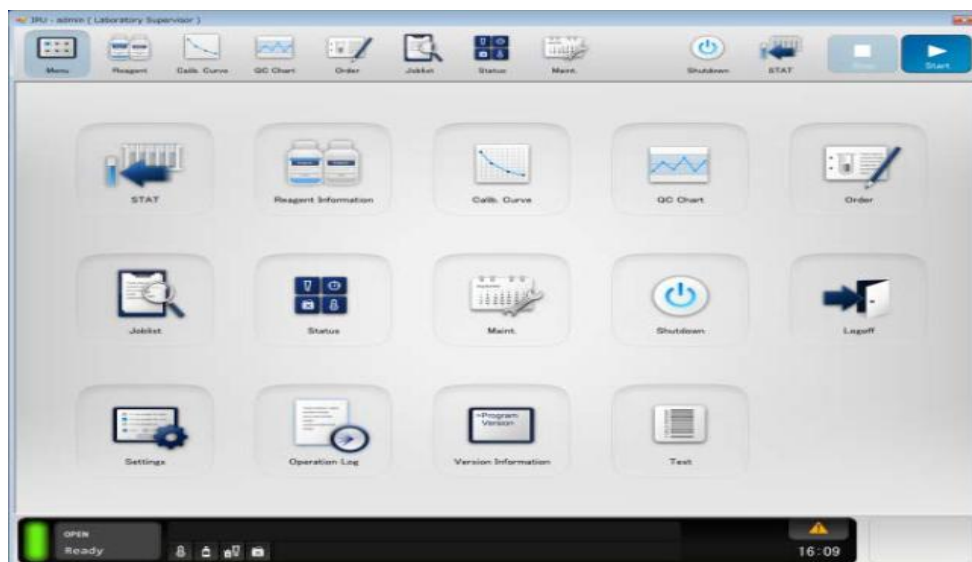 IPU - admin ( Laboratory Supervisor )
Menu Reagent Calib. Curve QC Chart Order Joblist Status Maint. Shutdown STAT Start
STAT Reagent Information Calib. Curve QC Chart Order
Joblist Status Maint. Shutdown Logoff
+Program
Version
Settings Operation Log Version Information Test
OPEN
Ready
16:09